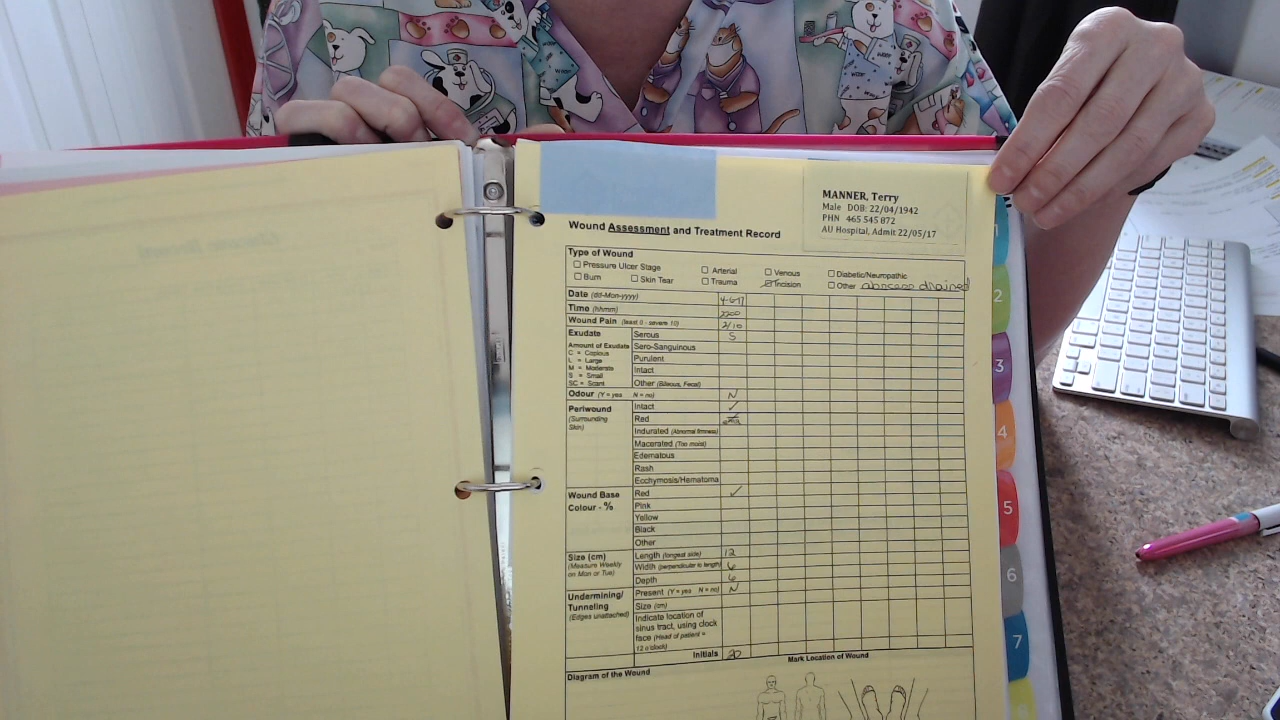 MANNER, Terry
Male DOB: 22/04/1942
PHN 465 545 872
AU Hospital, Admit 22/05/17
Wound Assessment and Treatment Record
Type of Wound
☐ Pressure Ulcer Stage ☐ Arterial ☐ Venous ☐ Diabetic/Neuropathic
☐ Burn ☐ Skin Tear ☐ Trauma ☑ Incision ☐ Other abscess drained
Date (dd-Mon-yyyy) 4-6-17
Time (hhmm) 2200
Wound Pain (least 0 - severe 10) 2/10
Exudate Serous S
Amount of Exudate Sero-Sanguinous
C = Copious
L = Large Purulent
M = Moderate Intact
S = Small
SC = Scant Other (Bileous, Fecal)
Odour (Y = yes N = no) N
Periwound Intact ✓
(Surrounding Skin) Red
Indurated (Abnormal firmness)
Macerated (Too moist)
Edematous
Rash
Ecchymosis/Hematoma
Wound Base Red ✓
Colour - % Pink
Yellow
Black
Other
Size (cm) Length (longest side) 12
(Measure Weekly Width (perpendicular to length) 6
on Mon or Tue) Depth 6
Undermining/ Present (Y = yes N = no) N
Tunneling Size (cm)
(Edges unattached) Indicate location of
sinus tract, using clock
face (Head of patient =
12 o'clock)
Initials
Diagram of the Wound Mark Location of Wound
1
2
3
4
5
6
7
8